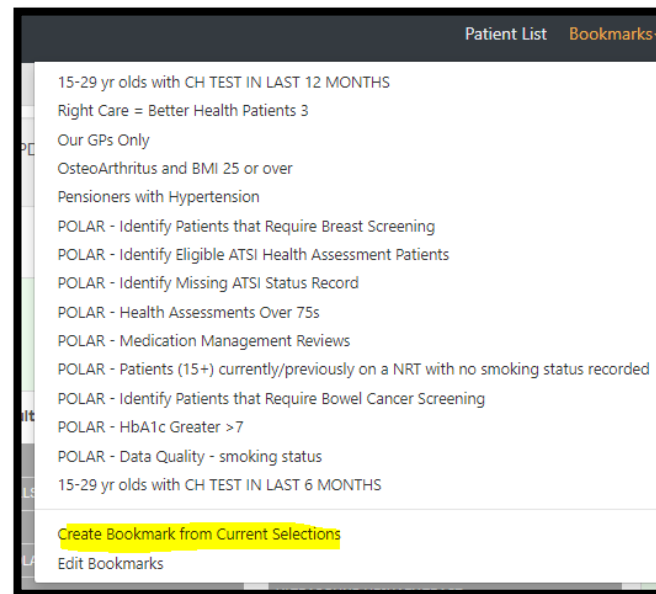 Patient List Bookmarks
15-29 yr olds with CH TEST IN LAST 12 MONTHS
Right Care = Better Health Patients 3
Our GPs Only
OsteoArthritus and BMI 25 or over
Pensioners with Hypertension
POLAR - Identify Patients that Require Breast Screening
POLAR - Identify Eligible ATSI Health Assessment Patients
POLAR - Identify Missing ATSI Status Record
POLAR - Health Assessments Over 75s
POLAR - Medication Management Reviews
POLAR - Patients (15+) currently/previously on a NRT with no smoking status recorded
POLAR - Identify Patients that Require Bowel Cancer Screening
POLAR - HbA1c Greater >7
POLAR - Data Quality - smoking status
15-29 yr olds with CH TEST IN LAST 6 MONTHS
Create Bookmark from Current Selections
Edit Bookmarks